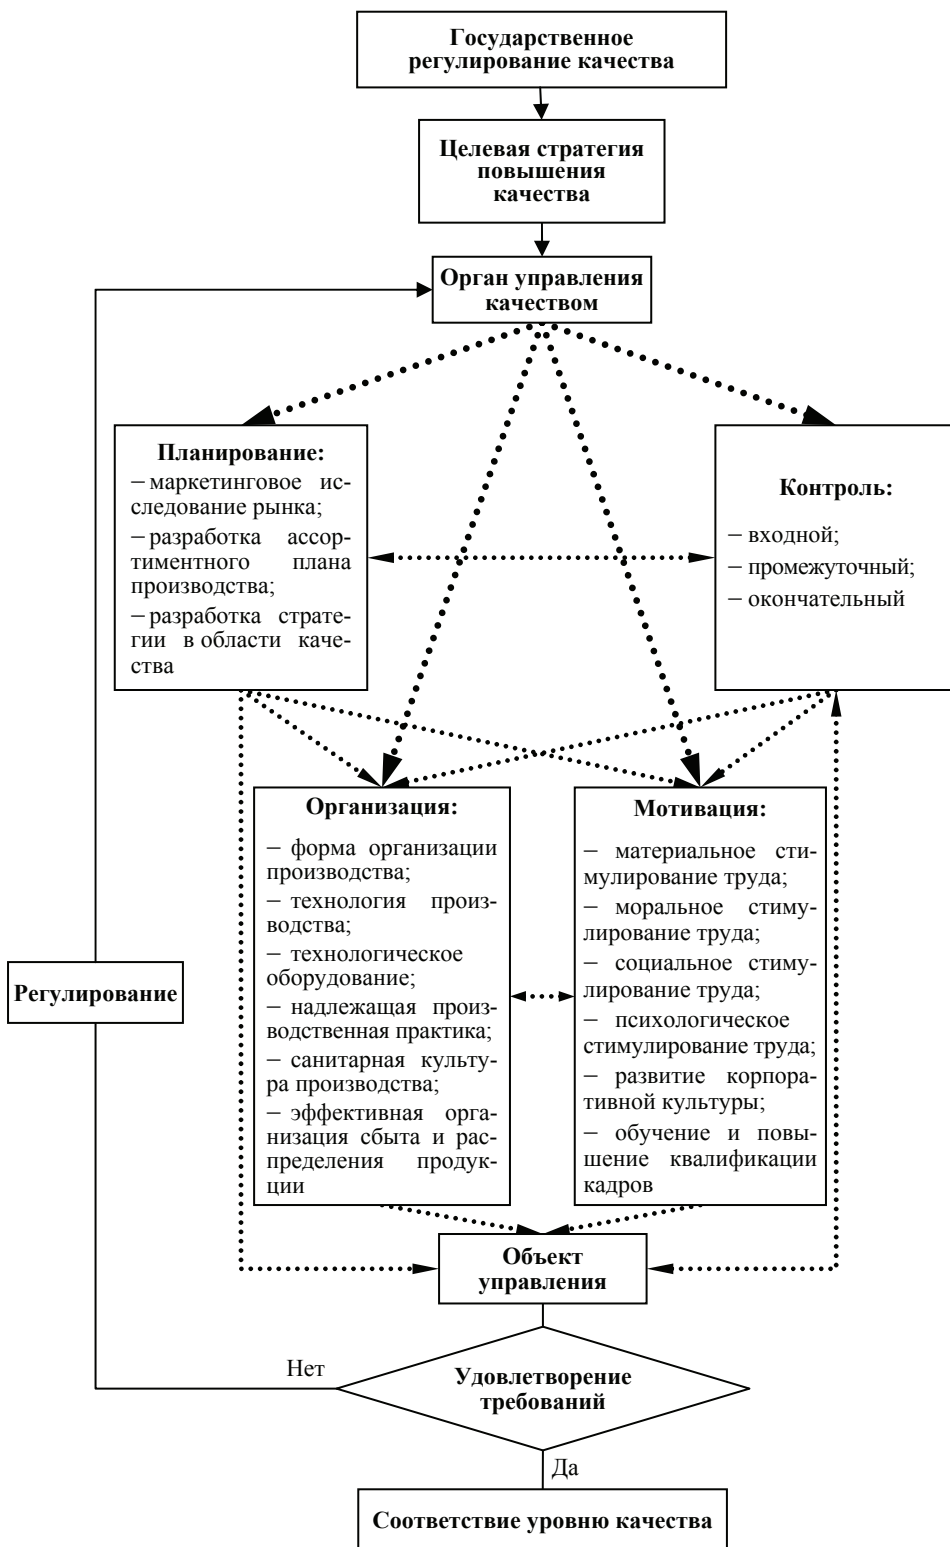 Государственное
регулирование качества
Целевая стратегия
повышения
качества
Орган управления
качеством
Планирование:
– маркетинговое ис-
следование рынка;
– разработка ассор-
тиментного плана
производства;
– разработка страте-
гии в области каче-
ства
Контроль:
– входной;
– промежуточный;
– окончательный
Организация:
– форма организации
производства;
– технология произ-
водства;
– технологическое
оборудование;
– надлежащая произ-
водственная практика;
– санитарная культу-
ра производства;
– эффективная орга-
низация сбыта и рас-
пределения продук-
ции
Мотивация:
– материальное сти-
мулирование труда;
– моральное стиму-
лирование труда;
– социальное стиму-
лирование труда;
– психологическое
стимулирование труда;
– развитие корпора-
тивной культуры;
– обучение и повы-
шение квалификации
кадров
Регулирование
Объект
управления
Нет
Удовлетворение
требований
Да
Соответствие уровню качества